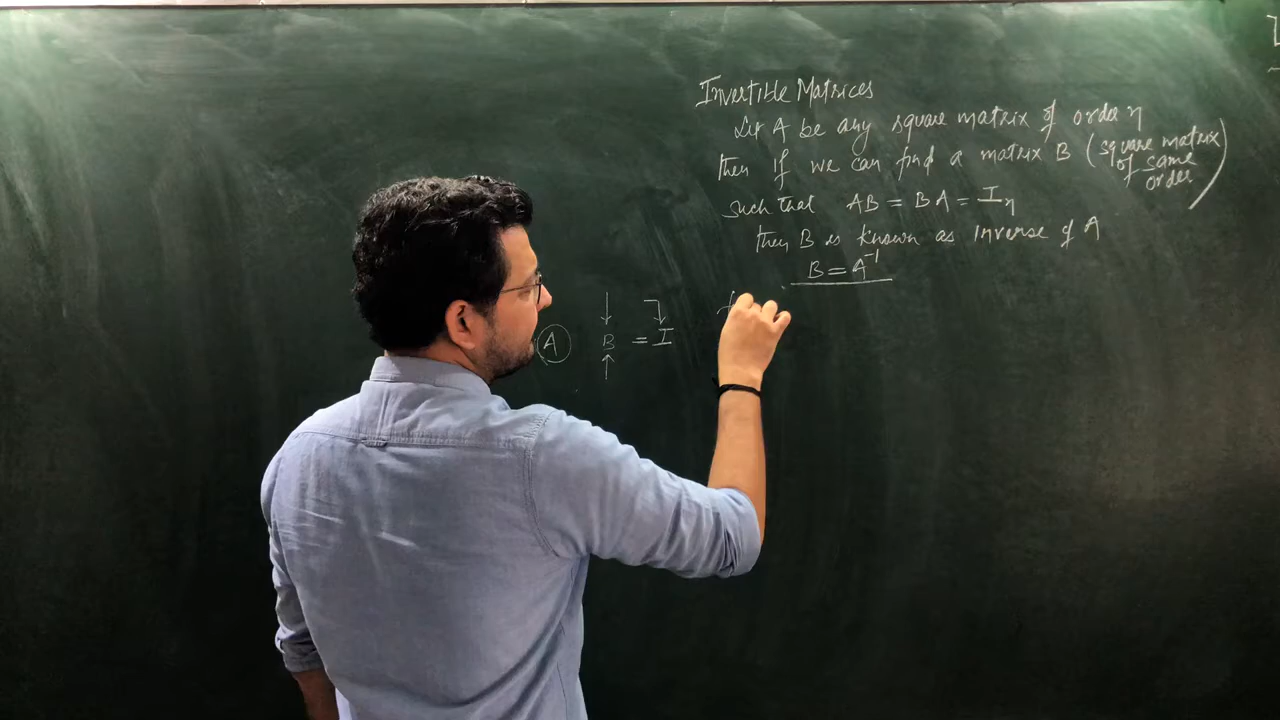 Invertible Matrices
Let A be any square matrix of order n
then if we can find a matrix B (square matrix of same order)
such that AB = BA = Iₙ
then B is known as inverse of A
B = A⁻¹
A B = I